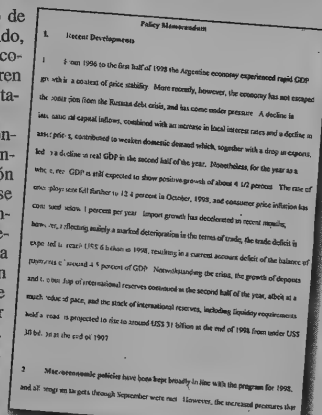 de
do,
co-
ren
ta-
on-
n-
ón
se
n-
e-
a
n
e
r
Policy Memorandum
I. Recent Developments
1 From 1996 to the first half of 1998 the Argentine economy experienced rapid GDP
growth in a context of price stability More recently, however, the economy has not escaped
the contagion from the Russian debt crisis, and has come under pressure A decline in
international capital inflows, combined with an increase in local interest rates and a decline in
asset prices, contributed to weaken domestic demand which, together with a drop in exports,
led to a decline in real GDP in the second half of the year. Nonetheless, for the year as a
whole, real GDP is still expected to show positive growth of about 4 1/2 percent The rate of
unemployment fell further to 12 4 percent in October, 1998, and consumer price inflation has
continued below 1 percent per year Import growth has decelerated in recent months,
however, reflecting mainly a marked deterioration in the terms of trade, the trade deficit is
expected to reach US$ 6 billion in 1998, resulting in a current account deficit of the balance of
payments of around 4 5 percent of GDP Notwithstanding the crisis, the growth of deposits
and the buildup of international reserves continued in the second half of the year, albeit at a
much reduced pace, and the stock of international reserves, including liquidity requirements
held abroad is projected to rise to around US$ 31 billion at the end of 1998 from under US$
30 billion at the end of 1997
2 Macroeconomic policies have been kept broadly in line with the program for 1998,
and all program targets through September were met However, the increased pressures that